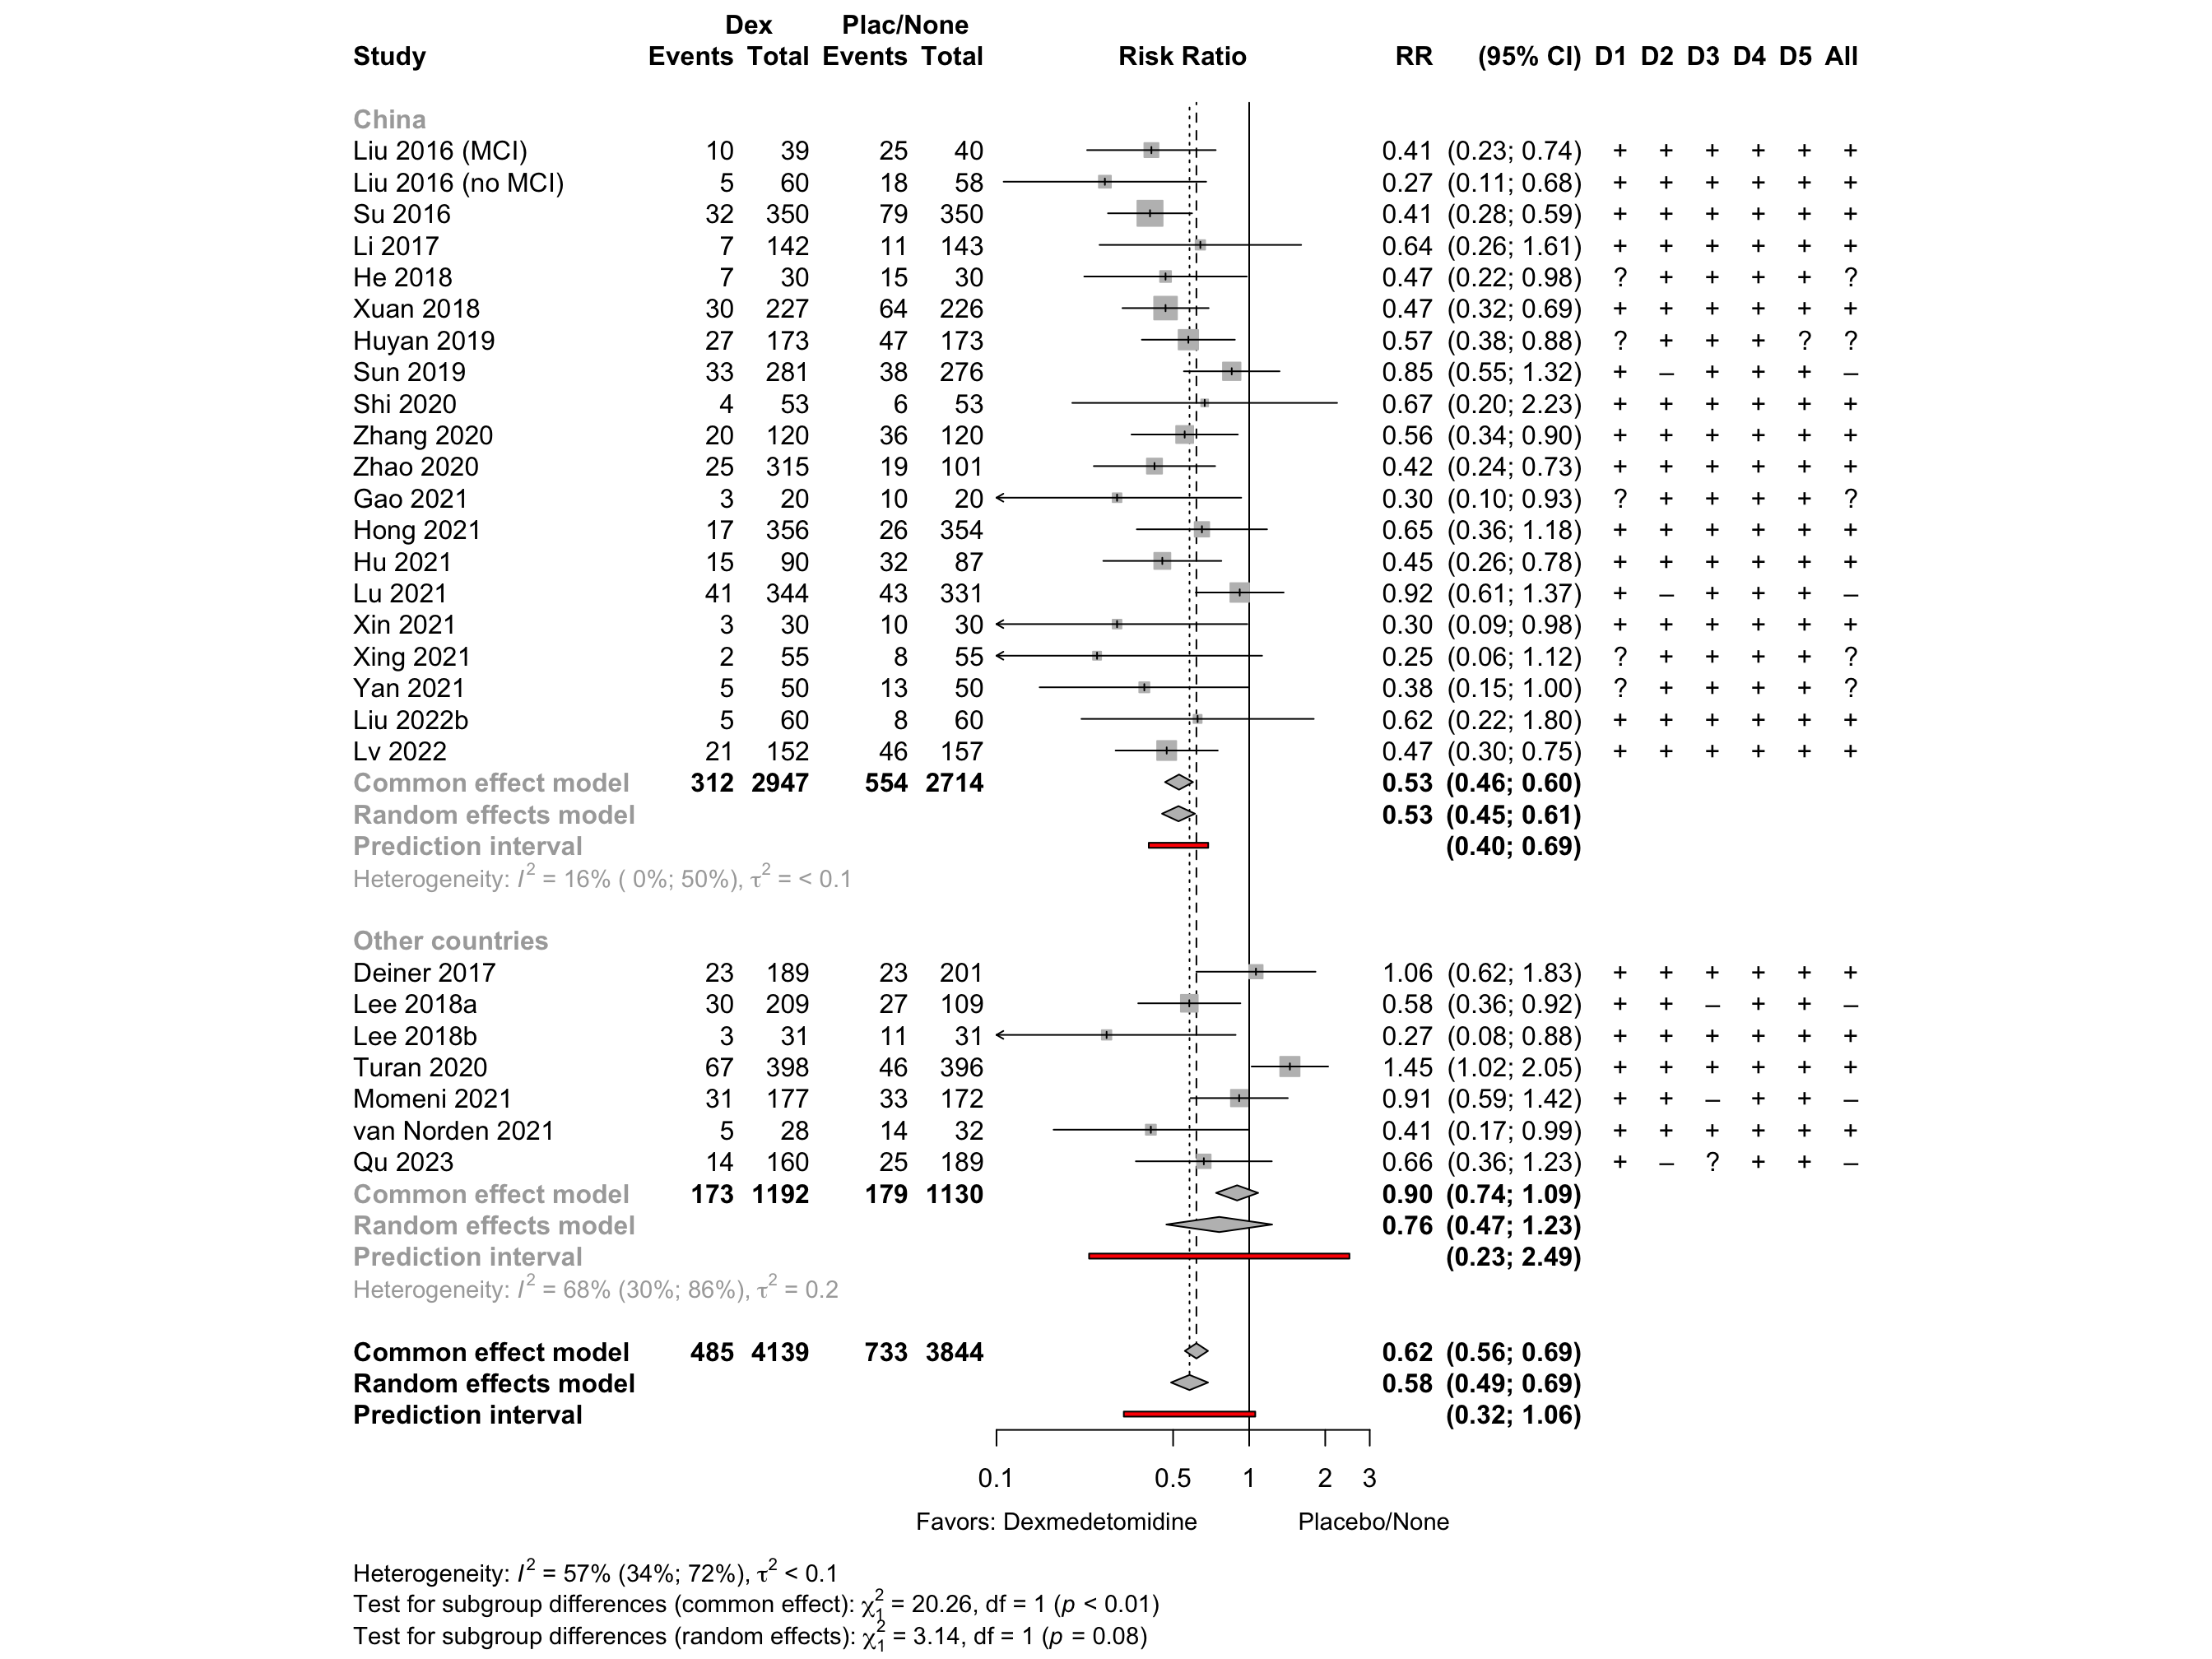 Dex Plac/None
Study Events Total Events Total Risk Ratio RR (95% CI) D1 D2 D3 D4 D5 All
China
Liu 2016 (MCI) 10 39 25 40 0.41 (0.23; 0.74) + + + + + +
Liu 2016 (no MCI) 5 60 18 58 0.27 (0.11; 0.68) + + + + + +
Su 2016 32 350 79 350 0.41 (0.28; 0.59) + + + + + +
Li 2017 7 142 11 143 0.64 (0.26; 1.61) + + + + + +
He 2018 7 30 15 30 0.47 (0.22; 0.98) ? + + + + ?
Xuan 2018 30 227 64 226 0.47 (0.32; 0.69) + + + + + +
Huyan 2019 27 173 47 173 0.57 (0.38; 0.88) ? + + + ? ?
Sun 2019 33 281 38 276 0.85 (0.55; 1.32) + – + + + –
Shi 2020 4 53 6 53 0.67 (0.20; 2.23) + + + + + +
Zhang 2020 20 120 36 120 0.56 (0.34; 0.90) + + + + + +
Zhao 2020 25 315 19 101 0.42 (0.24; 0.73) + + + + + +
Gao 2021 3 20 10 20 0.30 (0.10; 0.93) ? + + + + ?
Hong 2021 17 356 26 354 0.65 (0.36; 1.18) + + + + + +
Hu 2021 15 90 32 87 0.45 (0.26; 0.78) + + + + + +
Lu 2021 41 344 43 331 0.92 (0.61; 1.37) + – + + + –
Xin 2021 3 30 10 30 0.30 (0.09; 0.98) + + + + + +
Xing 2021 2 55 8 55 0.25 (0.06; 1.12) ? + + + + ?
Yan 2021 5 50 13 50 0.38 (0.15; 1.00) ? + + + + ?
Liu 2022b 5 60 8 60 0.62 (0.22; 1.80) + + + + + +
Lv 2022 21 152 46 157 0.47 (0.30; 0.75) + + + + + +
Common effect model 312 2947 554 2714 0.53 (0.46; 0.60)
Random effects model 0.53 (0.45; 0.61)
Prediction interval (0.40; 0.69)
Heterogeneity: I² = 16% ( 0%; 50%), τ² = < 0.1
Other countries
Deiner 2017 23 189 23 201 1.06 (0.62; 1.83) + + + + + +
Lee 2018a 30 209 27 109 0.58 (0.36; 0.92) + + – + + –
Lee 2018b 3 31 11 31 0.27 (0.08; 0.88) + + + + + +
Turan 2020 67 398 46 396 1.45 (1.02; 2.05) + + + + + +
Momeni 2021 31 177 33 172 0.91 (0.59; 1.42) + + – + + –
van Norden 2021 5 28 14 32 0.41 (0.17; 0.99) + + + + + +
Qu 2023 14 160 25 189 0.66 (0.36; 1.23) + – ? + + –
Common effect model 173 1192 179 1130 0.90 (0.74; 1.09)
Random effects model 0.76 (0.47; 1.23)
Prediction interval (0.23; 2.49)
Heterogeneity: I² = 68% (30%; 86%), τ² = 0.2
Common effect model 485 4139 733 3844 0.62 (0.56; 0.69)
Random effects model 0.58 (0.49; 0.69)
Prediction interval (0.32; 1.06)
0.1 0.5 1 2 3
Favors: Dexmedetomidine Placebo/None
Heterogeneity: I² = 57% (34%; 72%), τ² < 0.1
Test for subgroup differences (common effect): χ²₁ = 20.26, df = 1 (p < 0.01)
Test for subgroup differences (random effects): χ²₁ = 3.14, df = 1 (p = 0.08)